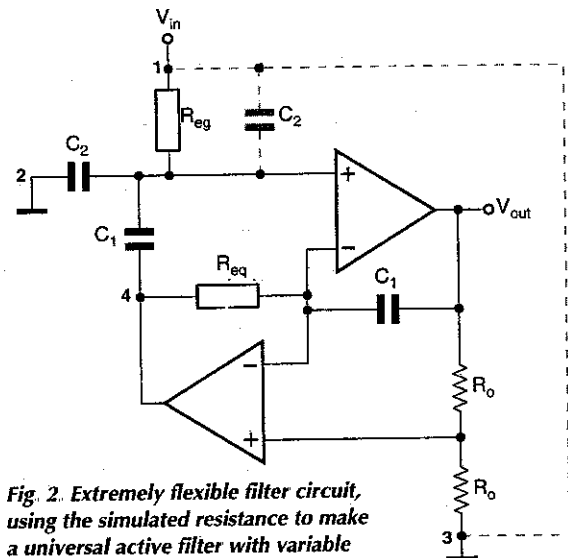 V_in
1
R_eg
C_2
C_2
2
+
V_out
−
C_1
R_eq
C_1
4
−
R_o
+
R_o
3
Fig. 2. Extremely flexible filter circuit,
using the simulated resistance to make
a universal active filter with variable